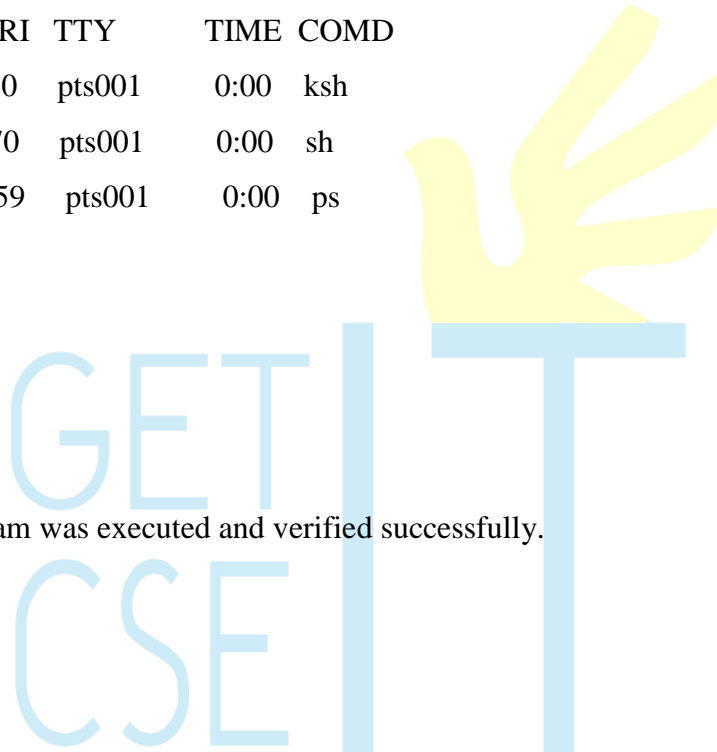 RI TTY TIME COMD
0 pts001 0:00 ksh
70 pts001 0:00 sh
59 pts001 0:00 ps
GET
IT
am was executed and verified successfully.
CSE